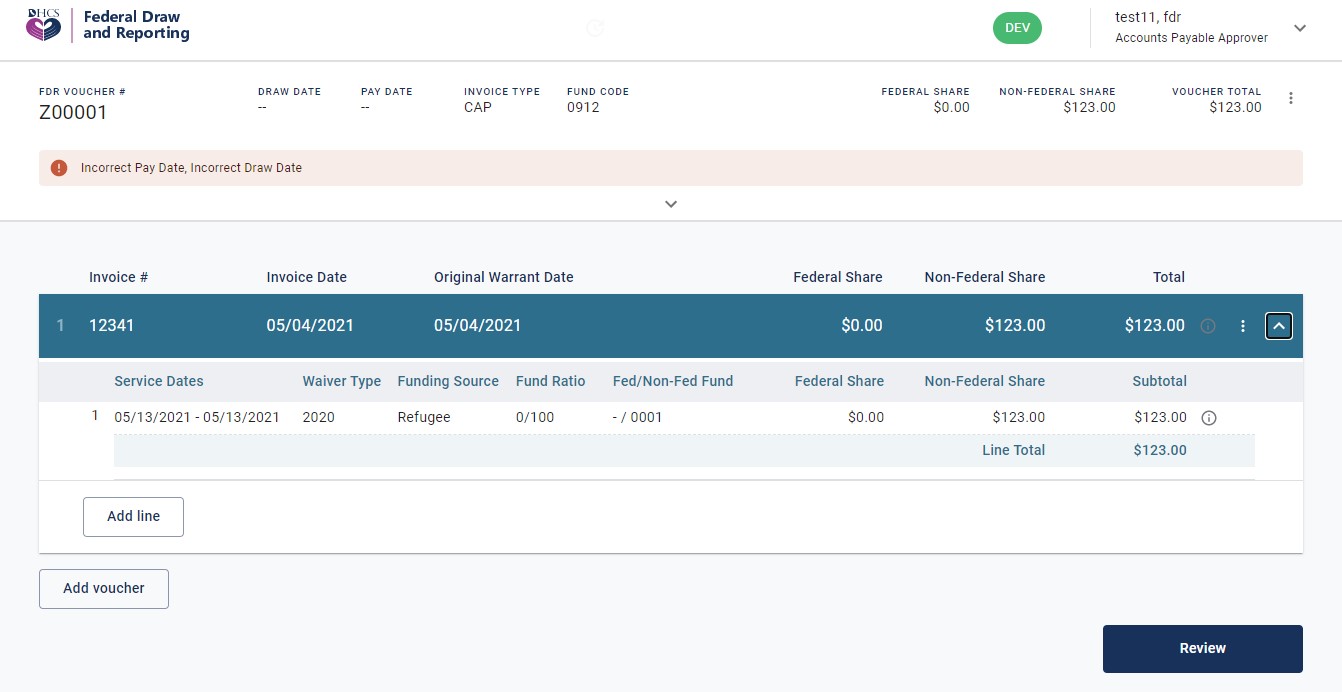 DHCS
Federal Draw
and Reporting
DEV
test11, fdr
Accounts Payable Approver
FDR VOUCHER # DRAW DATE PAY DATE INVOICE TYPE FUND CODE FEDERAL SHARE NON-FEDERAL SHARE VOUCHER TOTAL
Z00001 -- -- CAP 0912 $0.00 $123.00 $123.00
Incorrect Pay Date, Incorrect Draw Date
Invoice # Invoice Date Original Warrant Date Federal Share Non-Federal Share Total
1 12341 05/04/2021 05/04/2021 $0.00 $123.00 $123.00
Service Dates Waiver Type Funding Source Fund Ratio Fed/Non-Fed Fund Federal Share Non-Federal Share Subtotal
1 05/13/2021 - 05/13/2021 2020 Refugee 0/100 - / 0001 $0.00 $123.00 $123.00
Line Total $123.00
Add line
Add voucher
Review